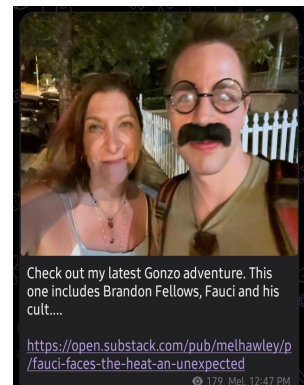 Check out my latest Gonzo adventure. This
one includes Brandon Fellows, Fauci and his
cult....
https://open.substack.com/pub/melhawley/p
/fauci-faces-the-heat-an-unexpected
179 Mel, 12:47 PM